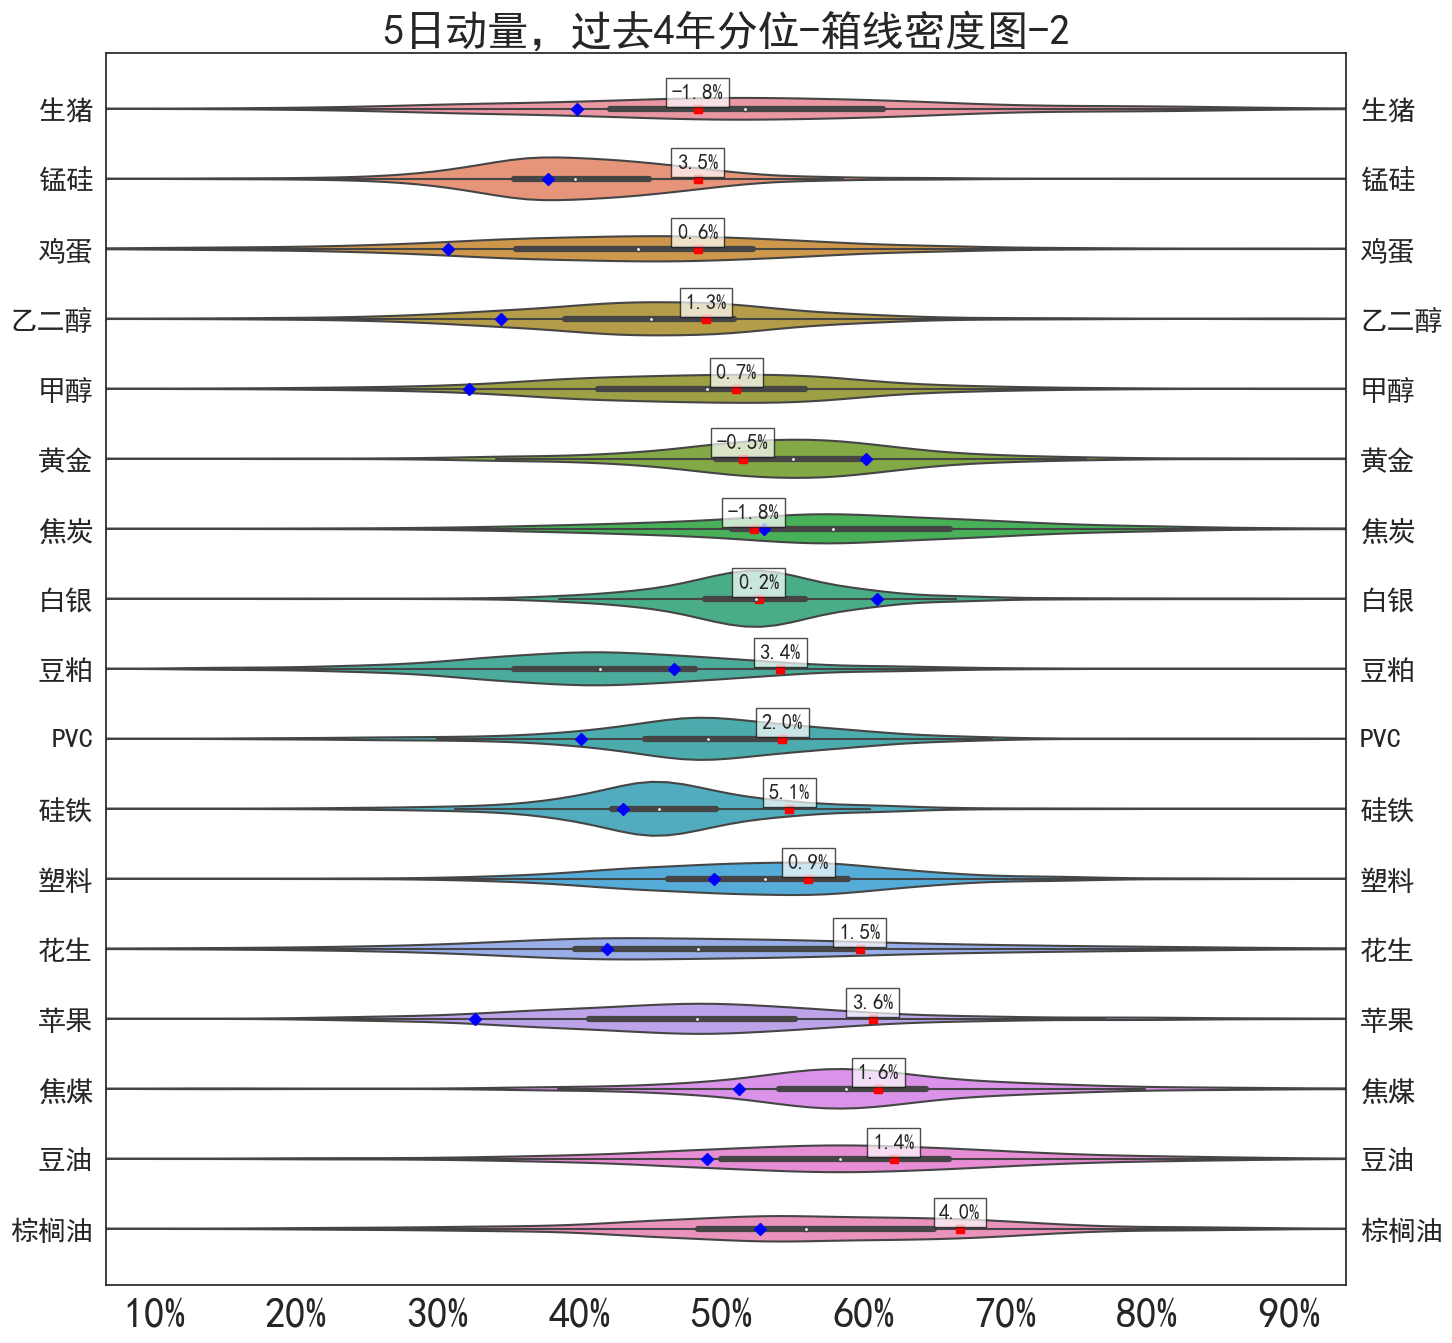 5日动量，过去4年分位-箱线密度图-2
生猪 -1.8% 生猪
锰硅 3.5% 锰硅
鸡蛋 0.6% 鸡蛋
乙二醇 1.3% 乙二醇
甲醇 0.7% 甲醇
黄金 -0.5% 黄金
焦炭 -1.8% 焦炭
白银 0.2% 白银
豆粕 3.4% 豆粕
PVC 2.0% PVC
硅铁 5.1% 硅铁
塑料 0.9% 塑料
花生 1.5% 花生
苹果 3.6% 苹果
焦煤 1.6% 焦煤
豆油 1.4% 豆油
棕榈油 4.0% 棕榈油
10% 20% 30% 40% 50% 60% 70% 80% 90%